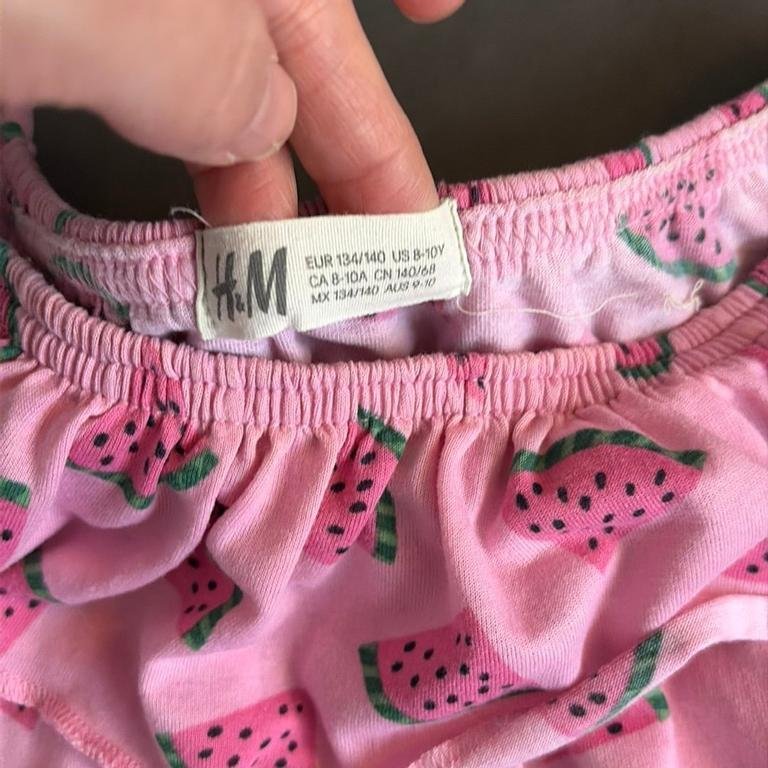 H&M
EUR 134/140 US 8-10Y
CA 8-10A CN 140/68
MX 134/140 AUS 9-10